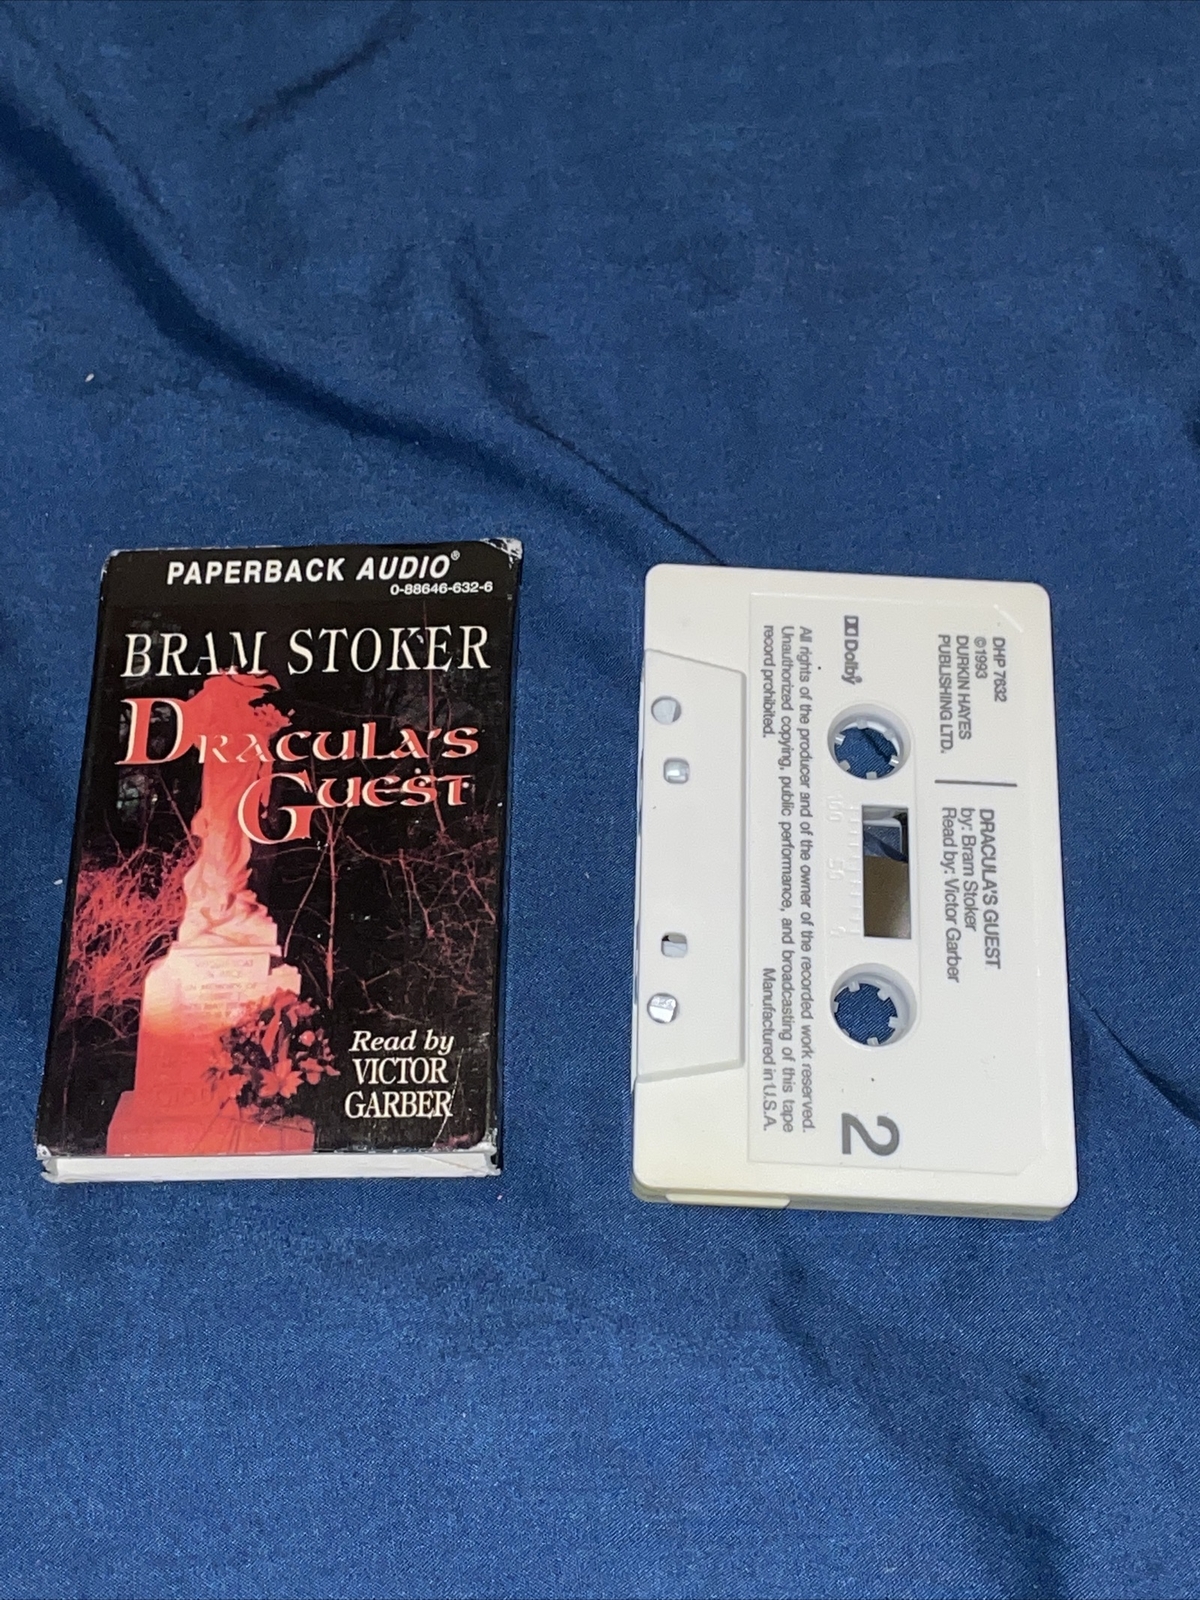 PAPERBACK AUDIO®
0-88646-632-6
BRAM STOKER
DRACULA'S
GUEST
Read by
VICTOR
GARBER
DHP 7632
©1993
DURKIN HAYES
PUBLISHING LTD.
DRACULA'S GUEST
by: Bram Stoker
Read by: Victor Garber
Dolby
100 50
2
All rights of the producer and of the owner of the recorded work reserved.
Unauthorized copying, public performance, and broadcasting of this tape
record prohibited.
Manufactured in U.S.A.